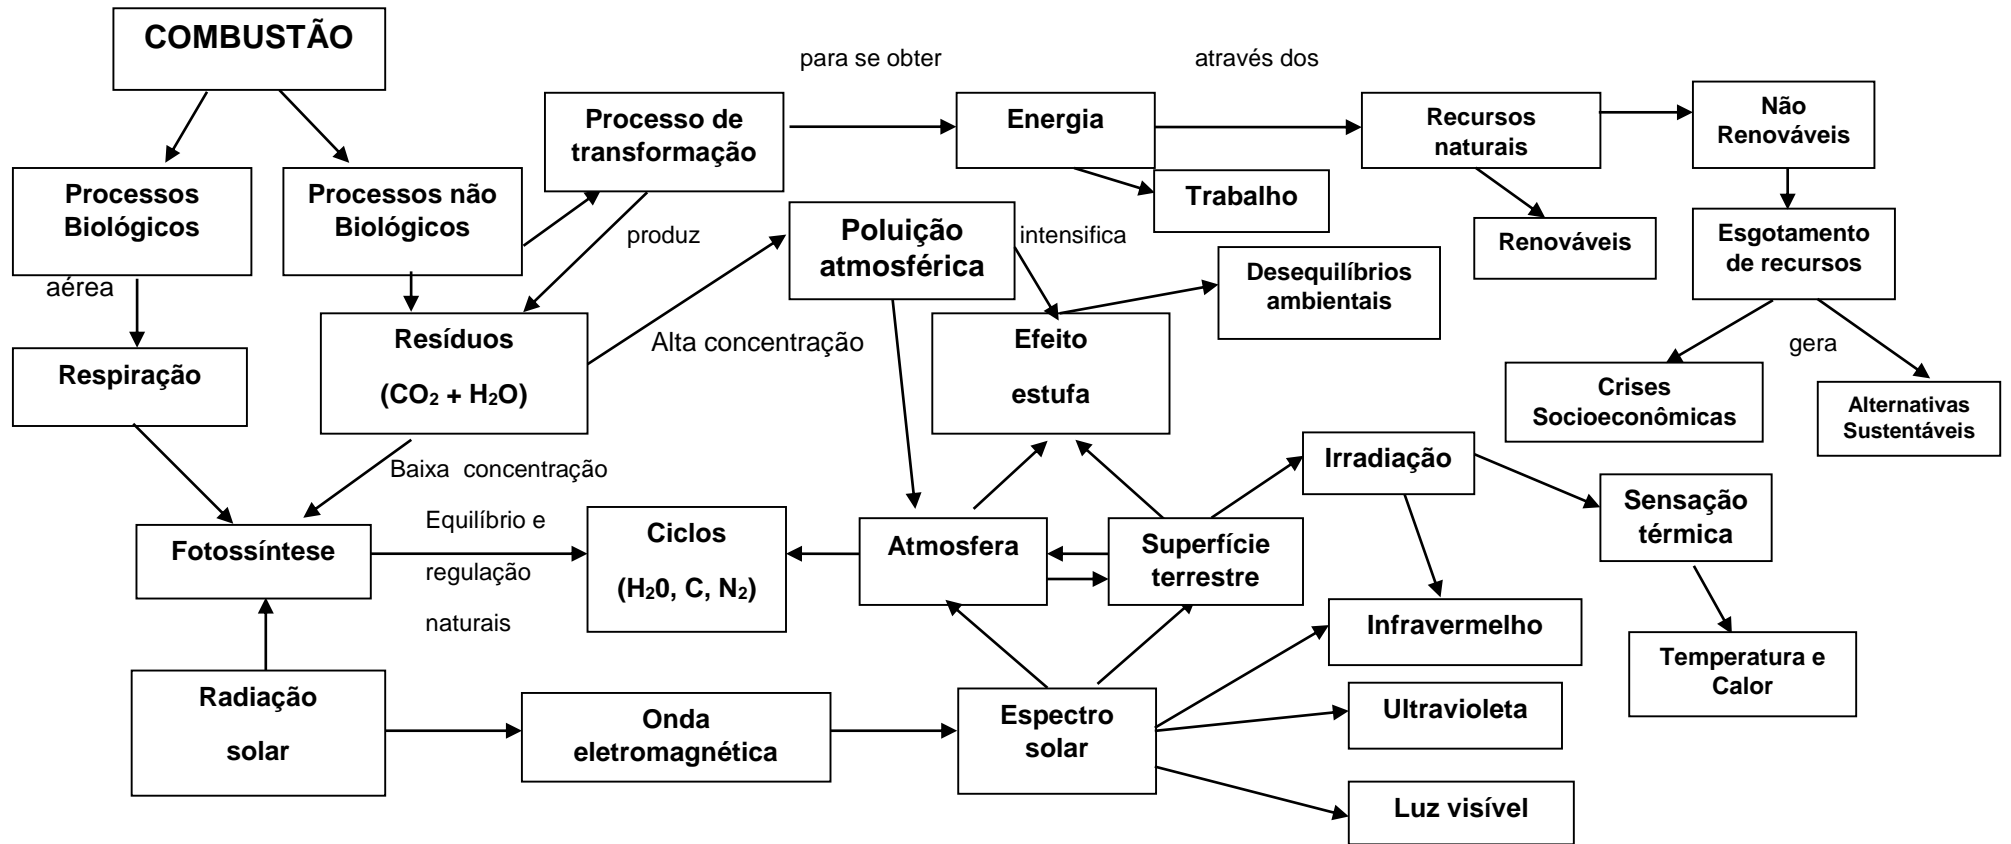 COMBUSTÃO
para se obter
através dos
Processo de
transformação
Energia
Recursos
naturais
Não
Renováveis
Processos
Biológicos
Processos não
Biológicos
Trabalho
produz
Poluição
atmosférica
intensifica
Renováveis
Esgotamento
de recursos
Desequilíbrios
ambientais
aérea
Resíduos
(CO₂ + H₂O)
Alta concentração
Efeito
estufa
gera
Respiração
Crises
Socioeconômicas
Alternativas
Sustentáveis
Baixa  concentração
Irradiação
Sensação
térmica
Equilíbrio e
regulação
naturais
Fotossíntese
Ciclos
(H₂0, C, N₂)
Atmosfera
Superfície
terrestre
Infravermelho
Temperatura e
Calor
Radiação
solar
Onda
eletromagnética
Espectro
solar
Ultravioleta
Luz visível